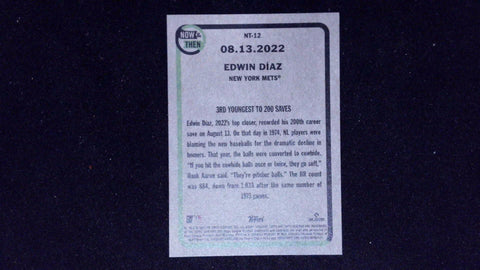 NOW &
THEN
NT-12
08.13.2022
EDWIN DÍAZ
NEW YORK METS®
3RD YOUNGEST TO 200 SAVES
Edwin Díaz, 2022's top closer, recorded his 200th career
save on August 13. On that day in 1974, NL players were
blaming the new baseballs for the dramatic decline in
homers. That year, the balls were converted to cowhide.
"If you hit the cowhide balls once or twice, they go soft,"
Hank Aaron said. "They're pitcher balls." The HR count
was 684, down from 1,03 after the same number of
1973 games.
Topps